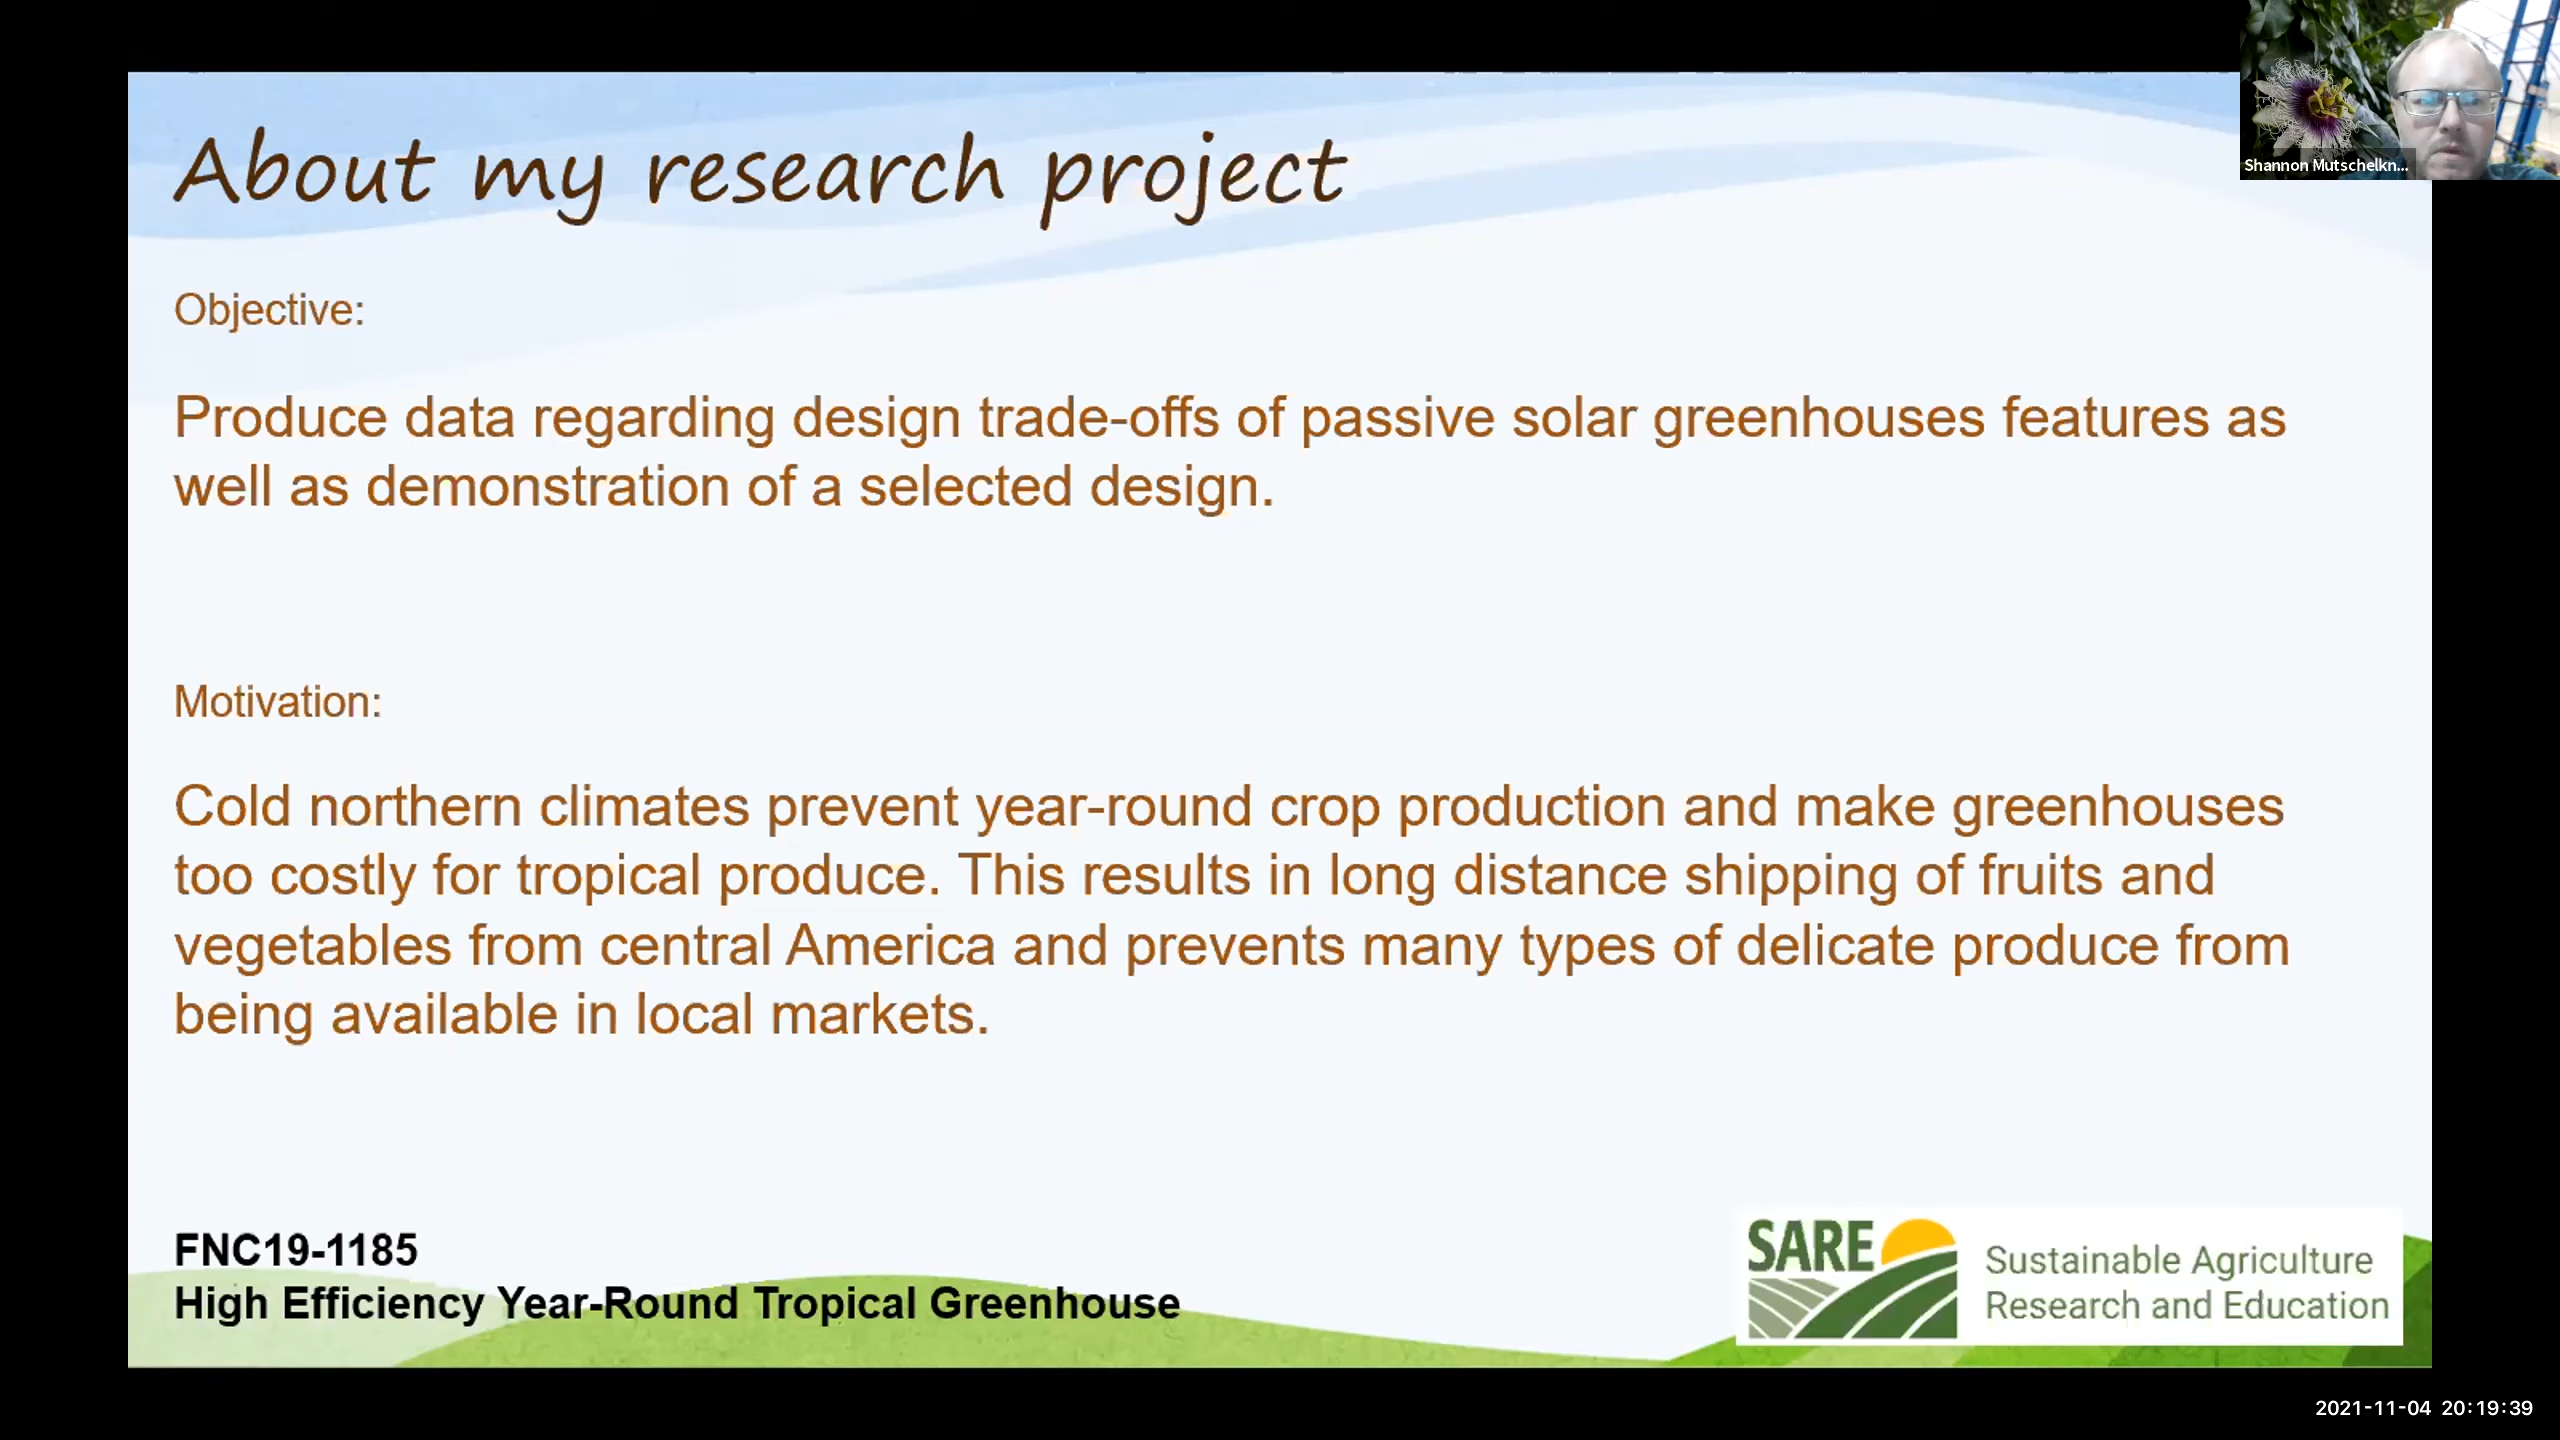 About my research project
Shannon Mutschelkn...
Objective:
Produce data regarding design trade-offs of passive solar greenhouses features as
well as demonstration of a selected design.
Motivation:
Cold northern climates prevent year-round crop production and make greenhouses
too costly for tropical produce. This results in long distance shipping of fruits and
vegetables from central America and prevents many types of delicate produce from
being available in local markets.
FNC19-1185
High Efficiency Year-Round Tropical Greenhouse
SARE
Sustainable Agriculture
Research and Education
2021-11-04 20:19:39